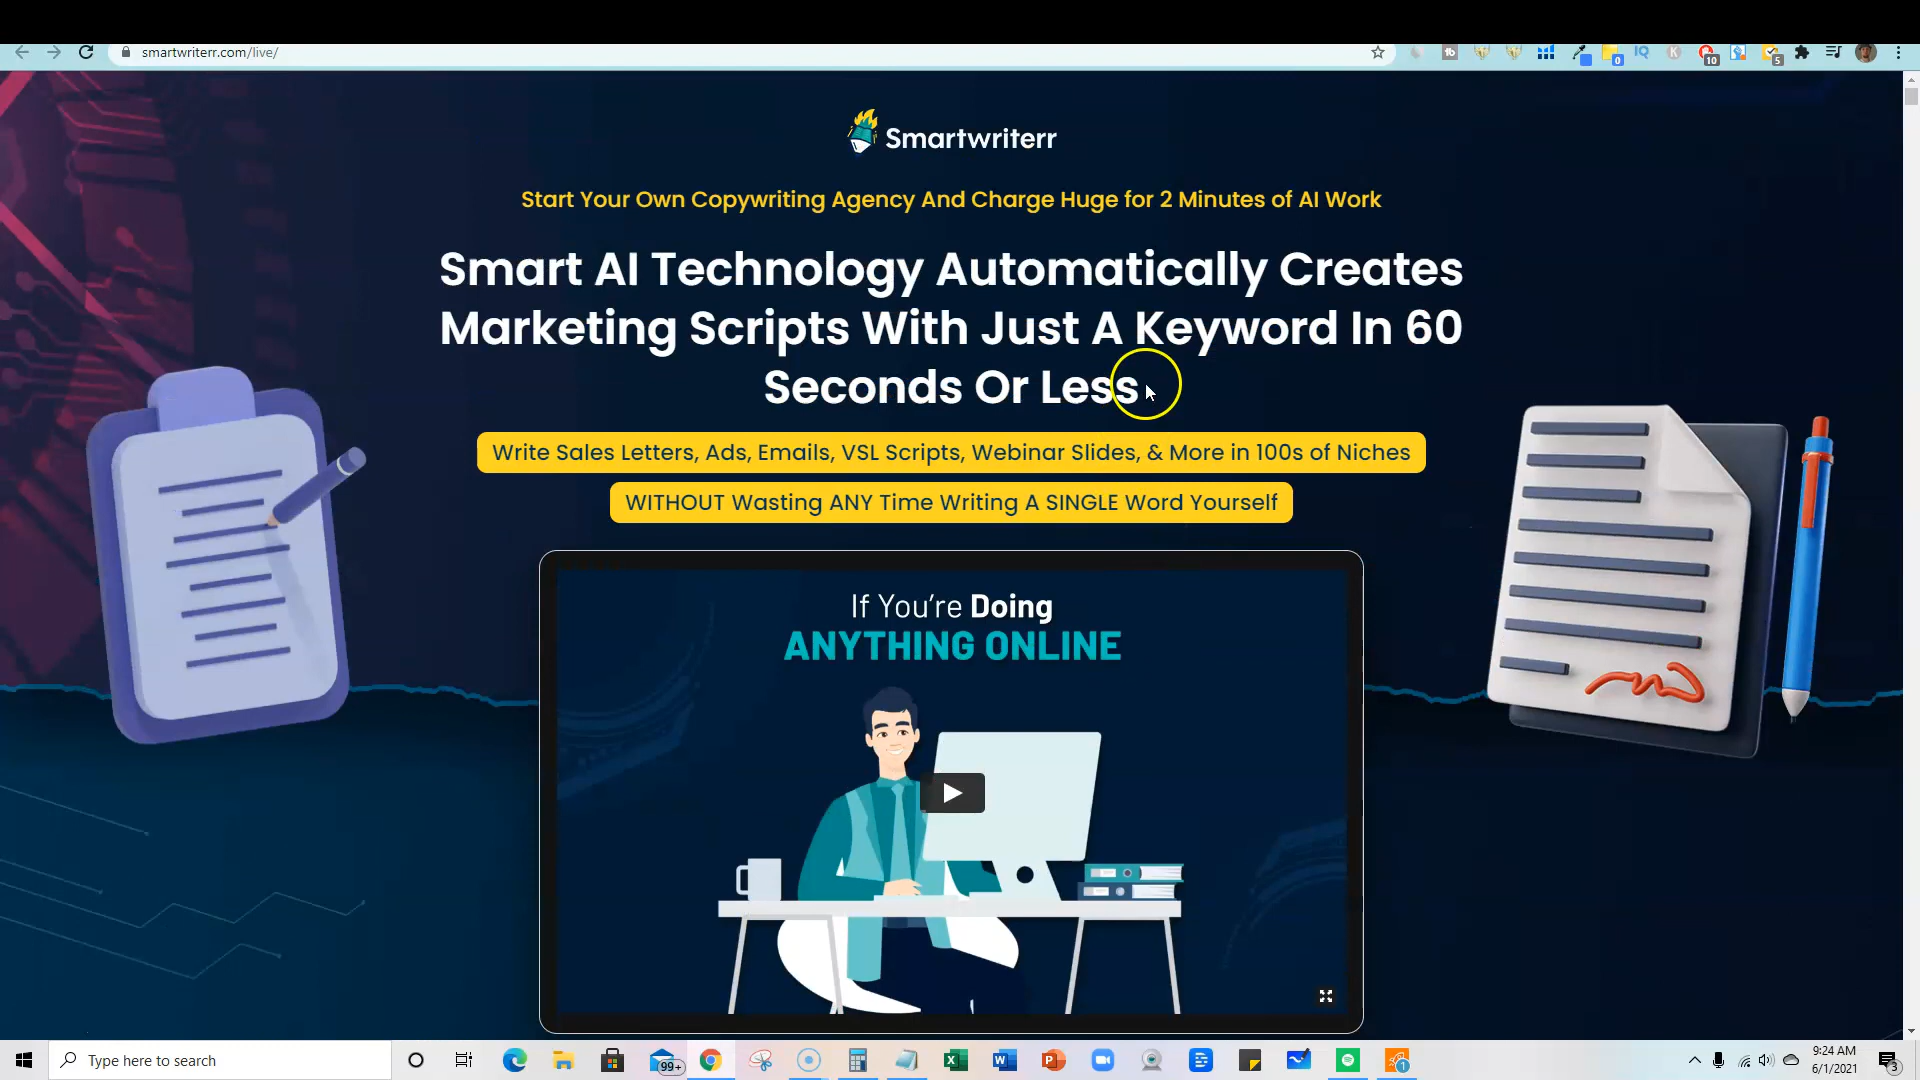 smartwriterr.com/live/
Smartwriterr
Start Your Own Copywriting Agency And Charge Huge for 2 Minutes of AI Work
Smart AI Technology Automatically Creates
Marketing Scripts With Just A Keyword In 60
Seconds Or Less
Write Sales Letters, Ads, Emails, VSL Scripts, Webinar Slides, & More in 100s of Niches
WITHOUT Wasting ANY Time Writing A SINGLE Word Yourself
If You're Doing
ANYTHING ONLINE
Type here to search
99+
9:24 AM
6/1/2021